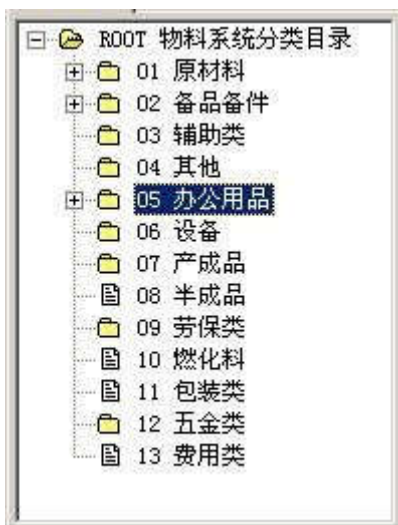 ROOT 物料系统分类目录
01 原材料
02 备品备件
03 辅助类
04 其他
05 办公用品
06 设备
07 产成品
08 半成品
09 劳保类
10 燃化料
11 包装类
12 五金类
13 费用类